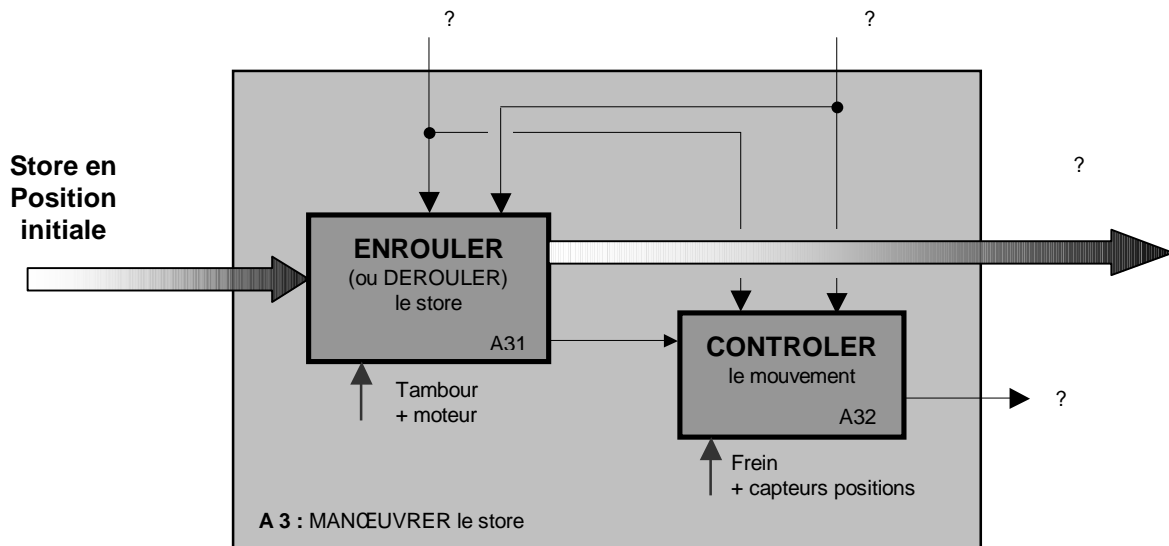 ?
?
Store en
Position
initiale
?
ENROULER
(ou DEROULER)
le store
A31
CONTROLER
le mouvement
A32
?
Tambour
+ moteur
Frein
+ capteurs positions
A 3 : MANŒUVRER le store